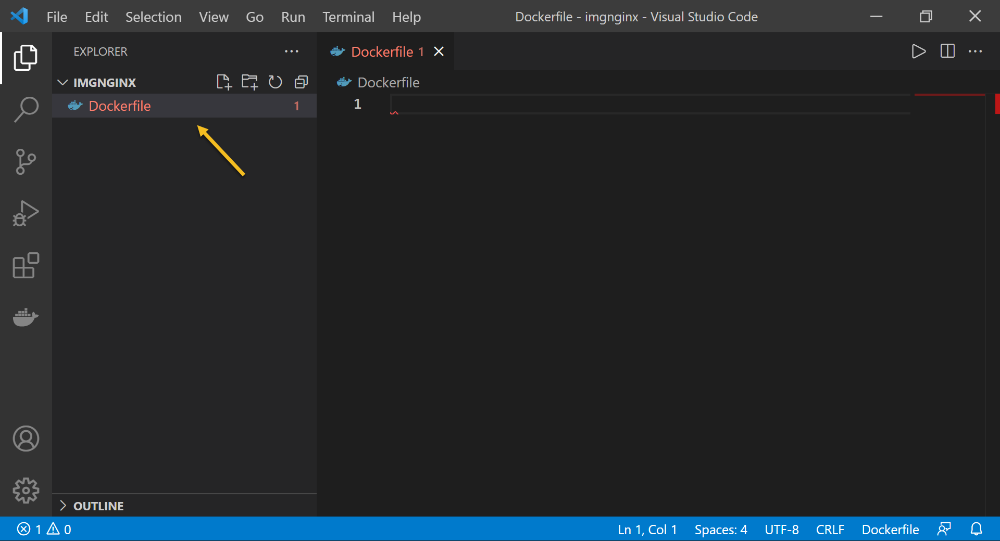 File Edit Selection View Go Run Terminal Help Dockerfile - imgnginx - Visual Studio Code
EXPLORER
Dockerfile 1
IMGNGINX
Dockerfile
Dockerfile 1
1
OUTLINE
1 0 Ln 1, Col 1 Spaces: 4 UTF-8 CRLF Dockerfile